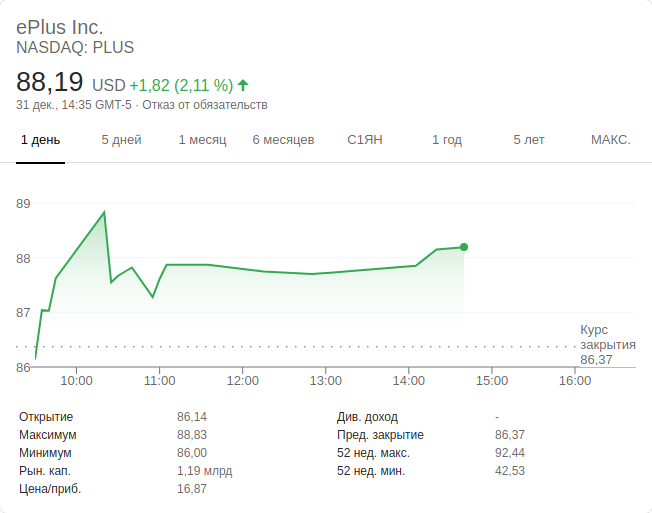 ePlus Inc.
NASDAQ: PLUS
88,19 USD +1,82 (2,11 %)
31 дек., 14:35 GMT-5 · Отказ от обязательств
1 день 5 дней 1 месяц 6 месяцев С1ЯН 1 год 5 лет МАКС.
89
88
87
Курс
закрытия
86,37
86
10:00 11:00 12:00 13:00 14:00 15:00 16:00
Открытие 86,14 Див. доход -
Максимум 88,83 Пред. закрытие 86,37
Минимум 86,00 52 нед. макс. 92,44
Рын. кап. 1,19 млрд 52 нед. мин. 42,53
Цена/приб. 16,87